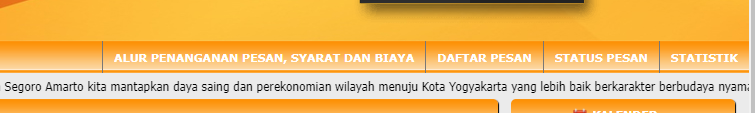 ALUR PENANGANAN PESAN, SYARAT DAN BIAYA DAFTAR PESAN STATUS PESAN STATISTIK
Segoro Amarto kita mantapkan daya saing dan perekonomian wilayah menuju Kota Yogyakarta yang lebih baik berkarakter berbudaya nyama
KALENDER